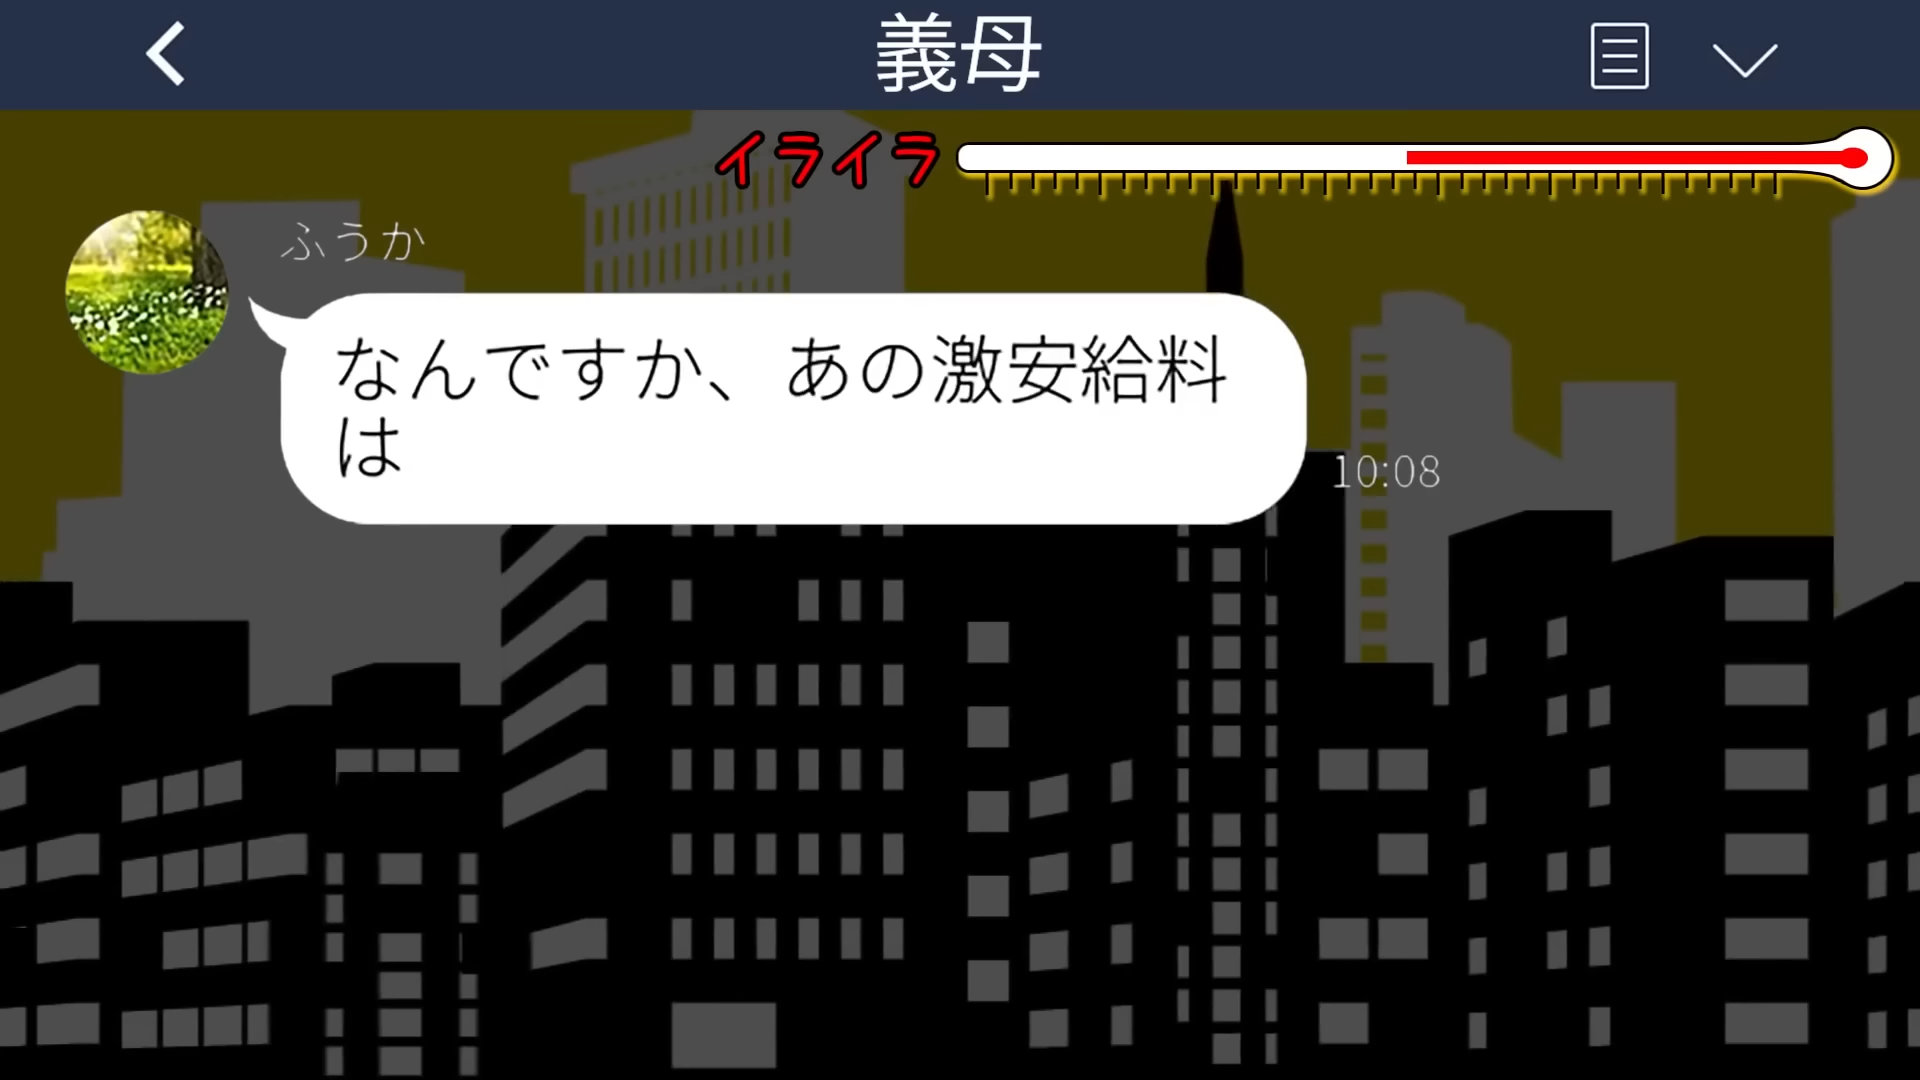 義母
イライラ
ふうか
なんですか、あの激安給料
は
10:08